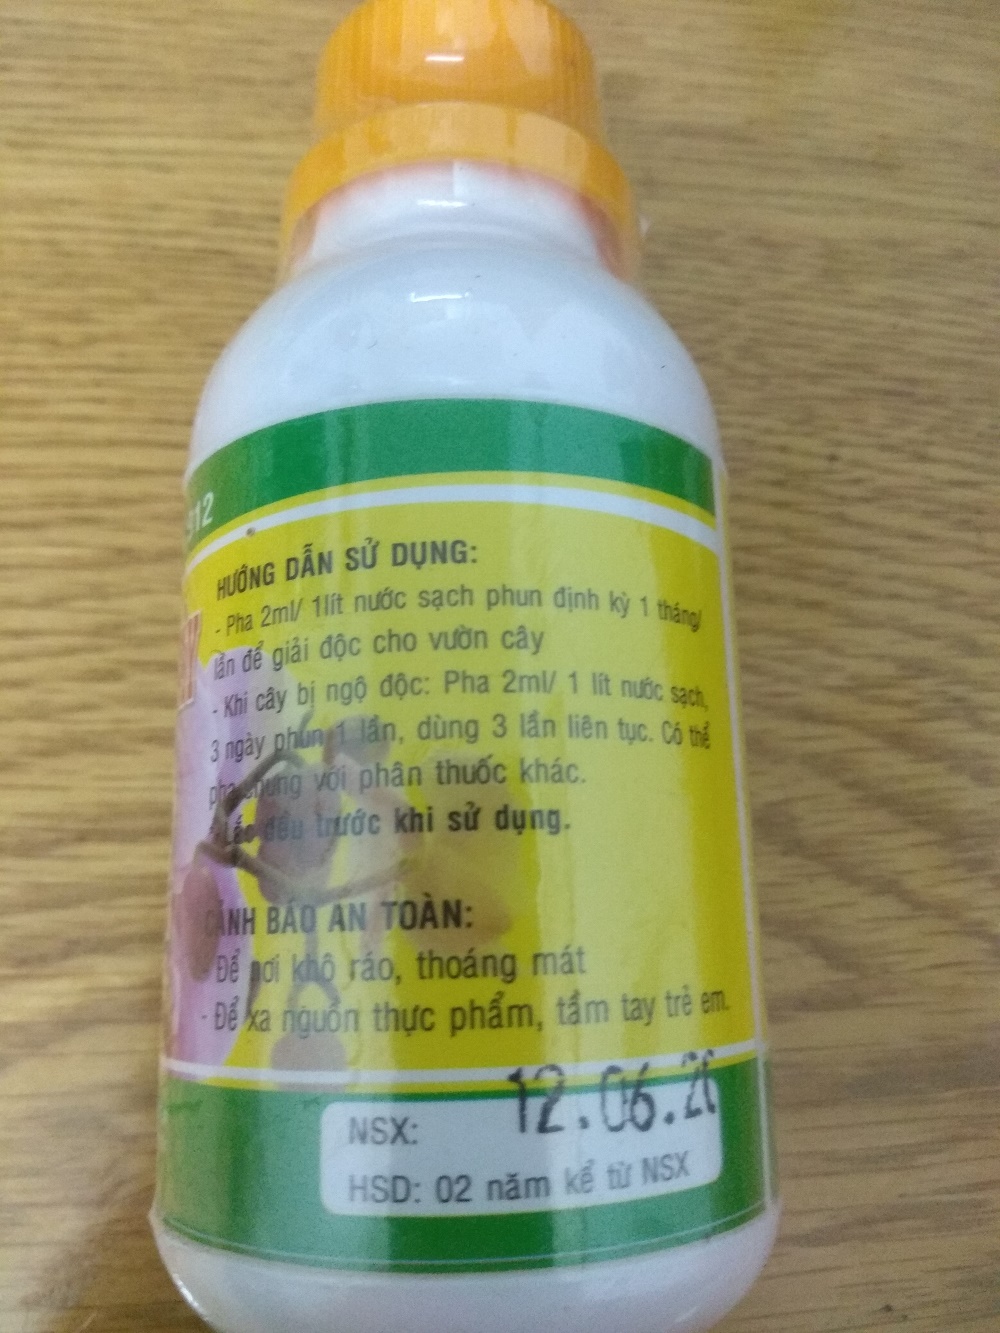 12
HƯỚNG DẪN SỬ DỤNG:
- Pha 2ml/ 1lít nước sạch phun định kỳ 1 tháng/
lần để giải độc cho vườn cây
- Khi cây bị ngộ độc: Pha 2ml/ 1 lít nước sạch,
3 ngày phun 1 lần, dùng 3 lần liên tục. Có thể
pha chung với phân thuốc khác.
- Lắc đều trước khi sử dụng.
CẢNH BÁO AN TOÀN:
- Để nơi khô ráo, thoáng mát
- Để xa nguồn thực phẩm, tầm tay trẻ em.
NSX: 12.06.20
HSD: 02 năm kể từ NSX